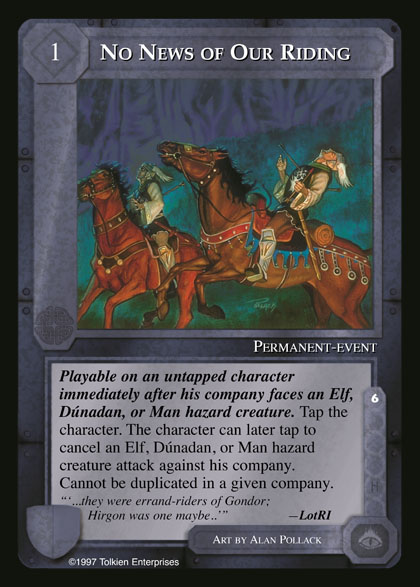 1
No News of Our Riding
Permanent-event
Playable on an untapped character
immediately after his company faces an Elf,
Dúnadan, or Man hazard creature. Tap the
character. The character can later tap to
cancel an Elf, Dúnadan, or Man hazard
creature attack against his company.
Cannot be duplicated in a given company.
“‘...they were errand-riders of Gondor;
Hirgon was one maybe..’” —LotRI
6
H
Art by Alan Pollack
©1997 Tolkien Enterprises